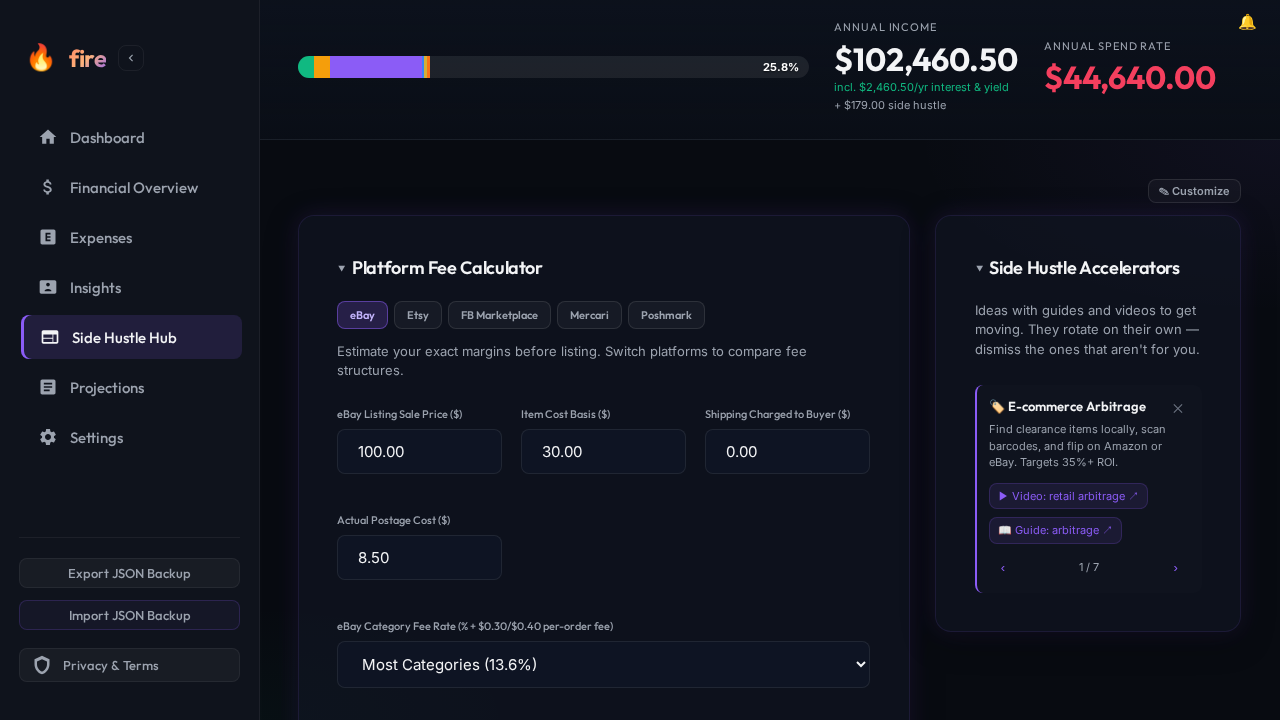 fire
Dashboard
Financial Overview
Expenses
Insights
Side Hustle Hub
Projections
Settings
Export JSON Backup
Import JSON Backup
Privacy & Terms
25.8%
ANNUAL INCOME
$102,460.50
incl. $2,460.50/yr interest & yield
+ $179.00 side hustle
ANNUAL SPEND RATE
$44,640.00
✎ Customize
Platform Fee Calculator
eBay
Etsy
FB Marketplace
Mercari
Poshmark
Estimate your exact margins before listing. Switch platforms to compare fee
structures.
eBay Listing Sale Price ($)
Item Cost Basis ($)
Shipping Charged to Buyer ($)
100.00
30.00
0.00
Actual Postage Cost ($)
8.50
eBay Category Fee Rate (% + $0.30/$0.40 per-order fee)
Most Categories (13.6%)
Side Hustle Accelerators
Ideas with guides and videos to get
moving. They rotate on their own —
dismiss the ones that aren't for you.
🏷️ E-commerce Arbitrage
Find clearance items locally, scan
barcodes, and flip on Amazon or
eBay. Targets 35%+ ROI.
▶ Video: retail arbitrage ↗
📖 Guide: arbitrage ↗
‹ 1 / 7 ›